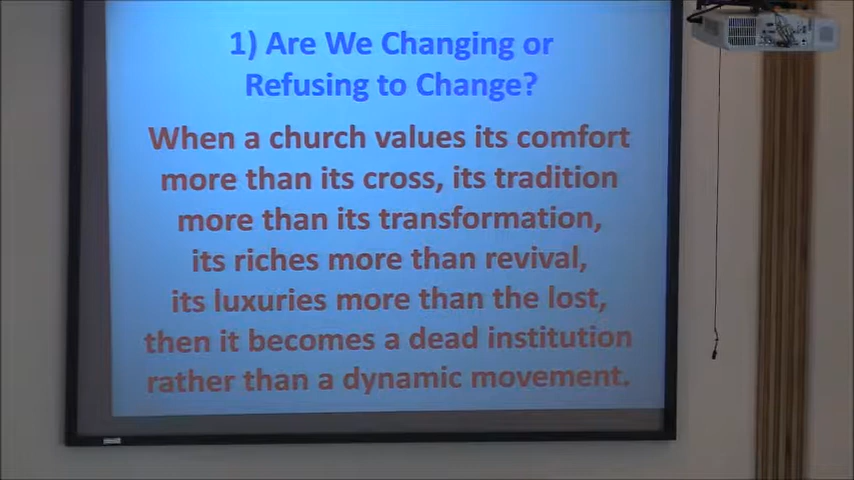 1) Are We Changing or
Refusing to Change?
When a church values its comfort
more than its cross, its tradition
more than its transformation,
its riches more than revival,
its luxuries more than the lost,
then it becomes a dead institution
rather than a dynamic movement.